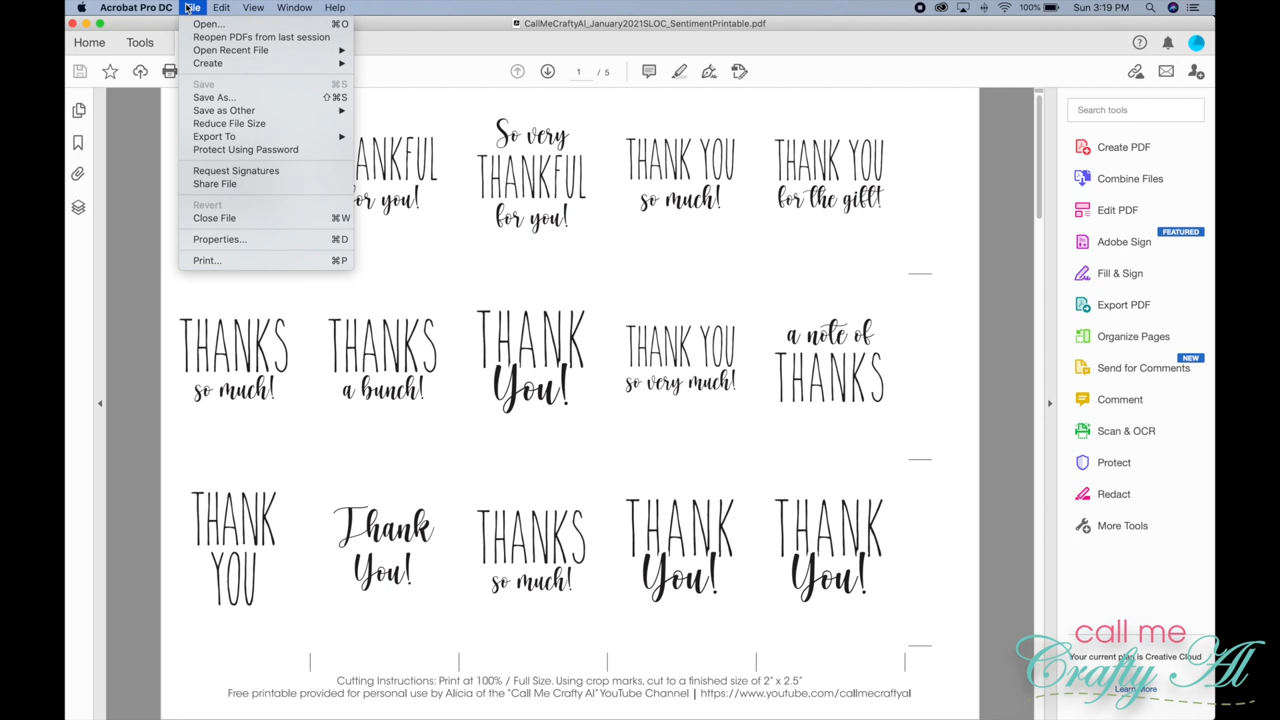 Acrobat Pro DC File Edit View Window Help 100% Sun 3:19 PM
CallMeCraftyAl_January2021SLOC_SentimentPrintable.pdf
Home Tools
1 / 5
Open... ⌘O
Reopen PDFs from last session
Open Recent File
Create
Save ⌘S
Save As... ⇧⌘S
Save as Other
Reduce File Size
Export To
Protect Using Password
Request Signatures
Share File
Revert
Close File ⌘W
Properties... ⌘D
Print... ⌘P
ANKFUL
for you!
So very
THANKFUL
for you!
THANK YOU
so much!
THANK YOU
for the gift!
THANKS
so much!
THANKS
a bunch!
THANK
You!
THANK YOU
so very much!
a note of
THANKS
THANK
YOU
Thank
You!
THANKS
so much!
THANK
You!
THANK
You!
Cutting Instructions: Print at 100% / Full Size. Using crop marks, cut to a finished size of 2" x 2.5"
Free printable provided for personal use by Alicia of the "Call Me Crafty Al" YouTube Channel | https://www.youtube.com/callmecraftyal
Search tools
Create PDF
Combine Files
Edit PDF
FEATURED
Adobe Sign
Fill & Sign
Export PDF
Organize Pages
NEW
Send for Comments
Comment
Scan & OCR
Protect
Redact
More Tools
Your current plan is Creative Cloud
Learn More
call me
Crafty Al